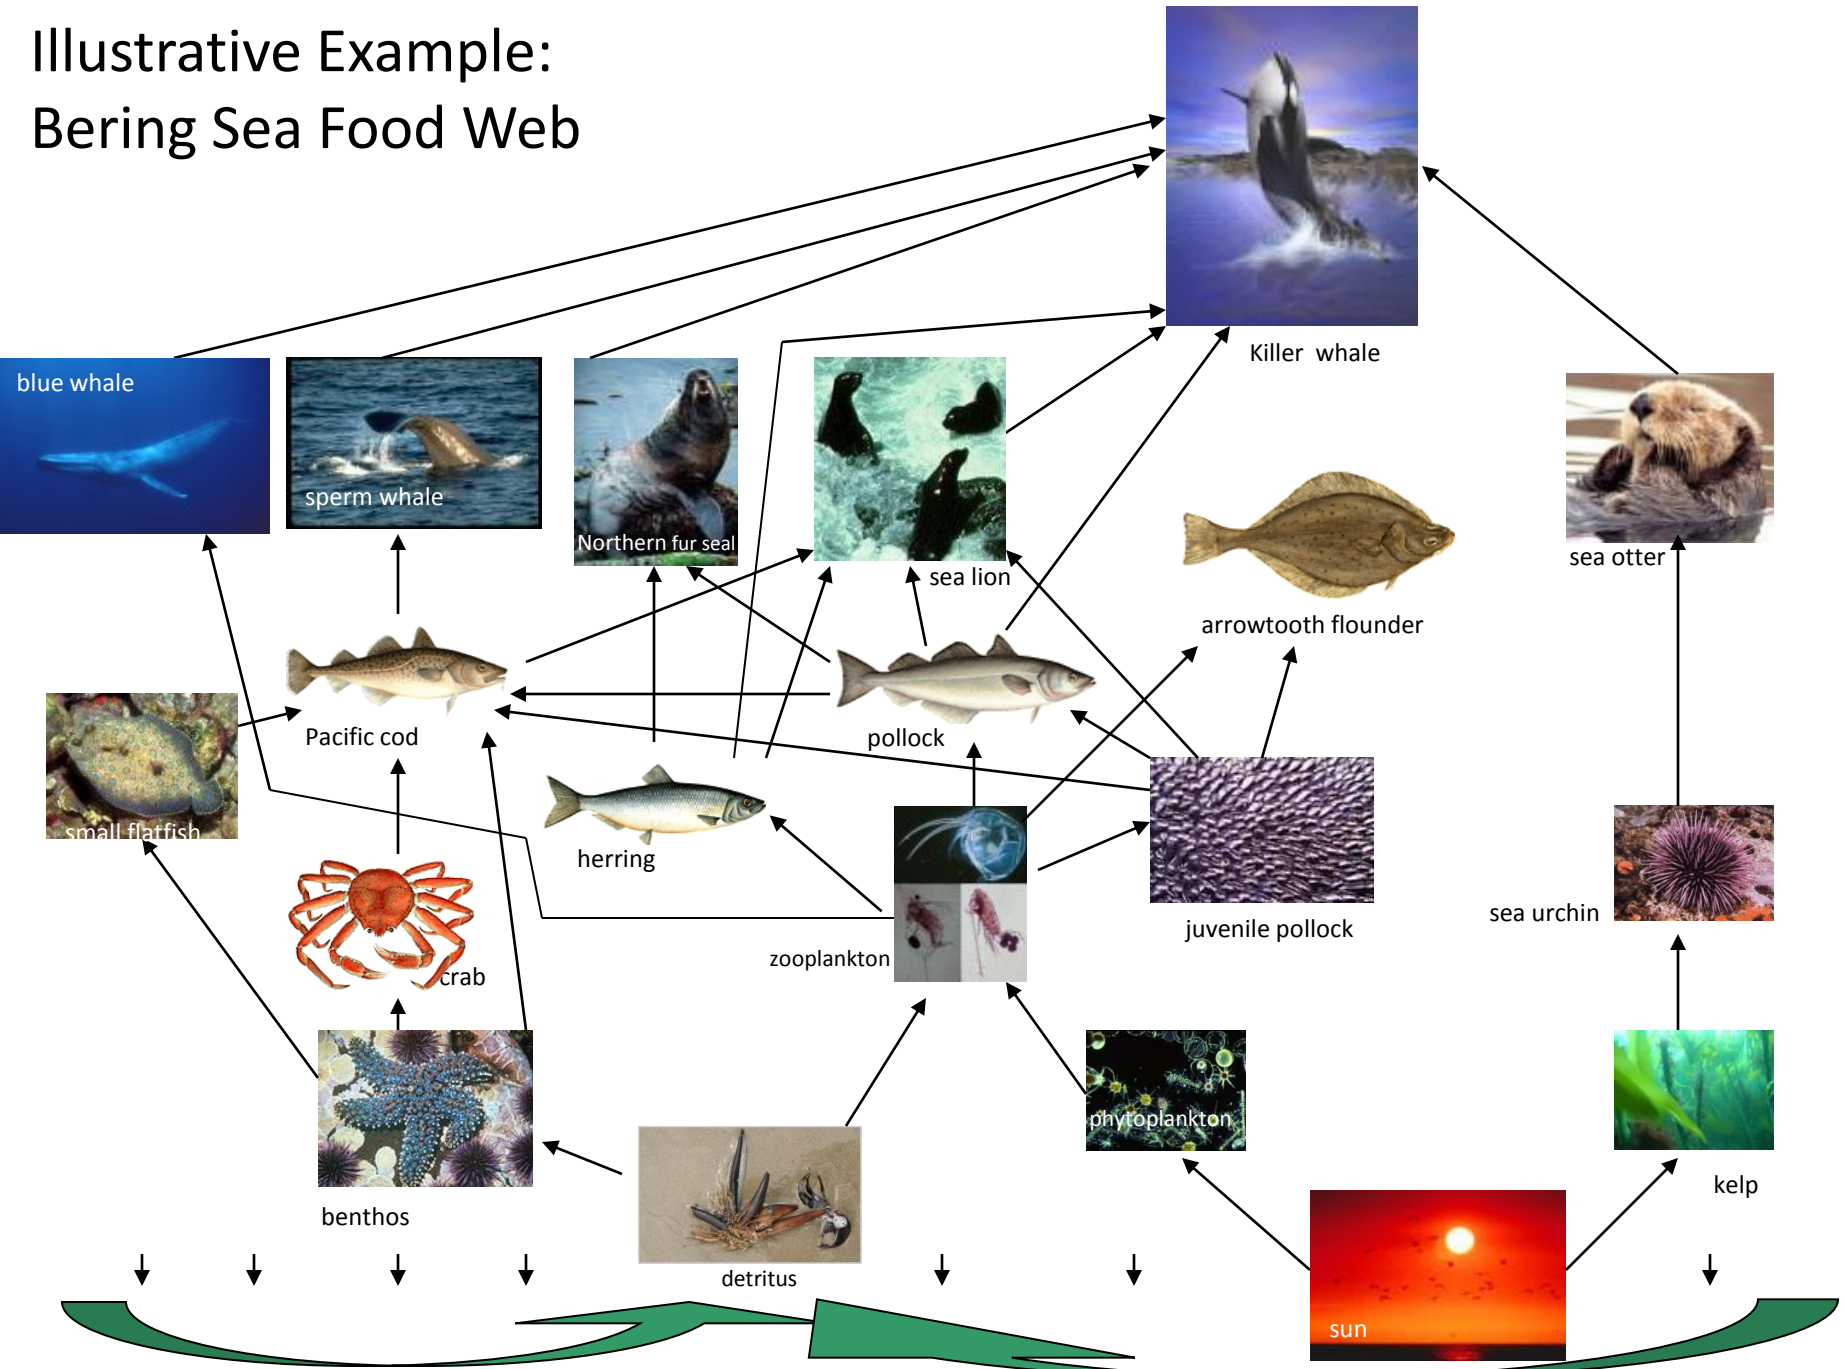 Illustrative Example:
Bering Sea Food Web
Killer  whale
blue whale
sperm whale
Northern fur seal
sea lion
sea otter
arrowtooth flounder
Pacific cod
pollock
small flatfish
herring
sea urchin
juvenile pollock
zooplankton
crab
phytoplankton
kelp
benthos
detritus
sun